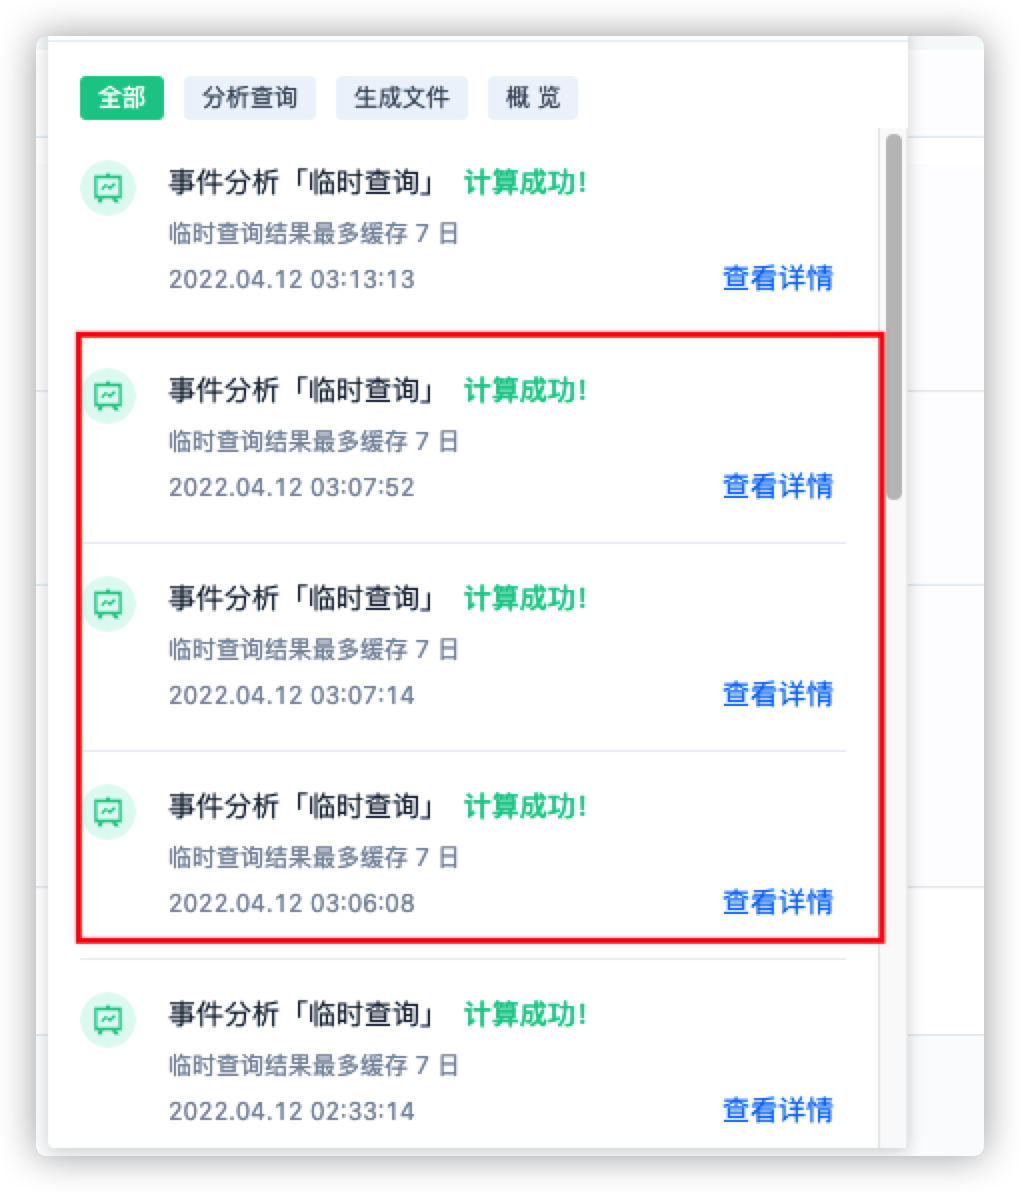 全部 分析查询 生成文件 概 览
事件分析「临时查询」 计算成功!
临时查询结果最多缓存 7 日
2022.04.12 03:13:13 查看详情
事件分析「临时查询」 计算成功!
临时查询结果最多缓存 7 日
2022.04.12 03:07:52 查看详情
事件分析「临时查询」 计算成功!
临时查询结果最多缓存 7 日
2022.04.12 03:07:14 查看详情
事件分析「临时查询」 计算成功!
临时查询结果最多缓存 7 日
2022.04.12 03:06:08 查看详情
事件分析「临时查询」 计算成功!
临时查询结果最多缓存 7 日
2022.04.12 02:33:14 查看详情